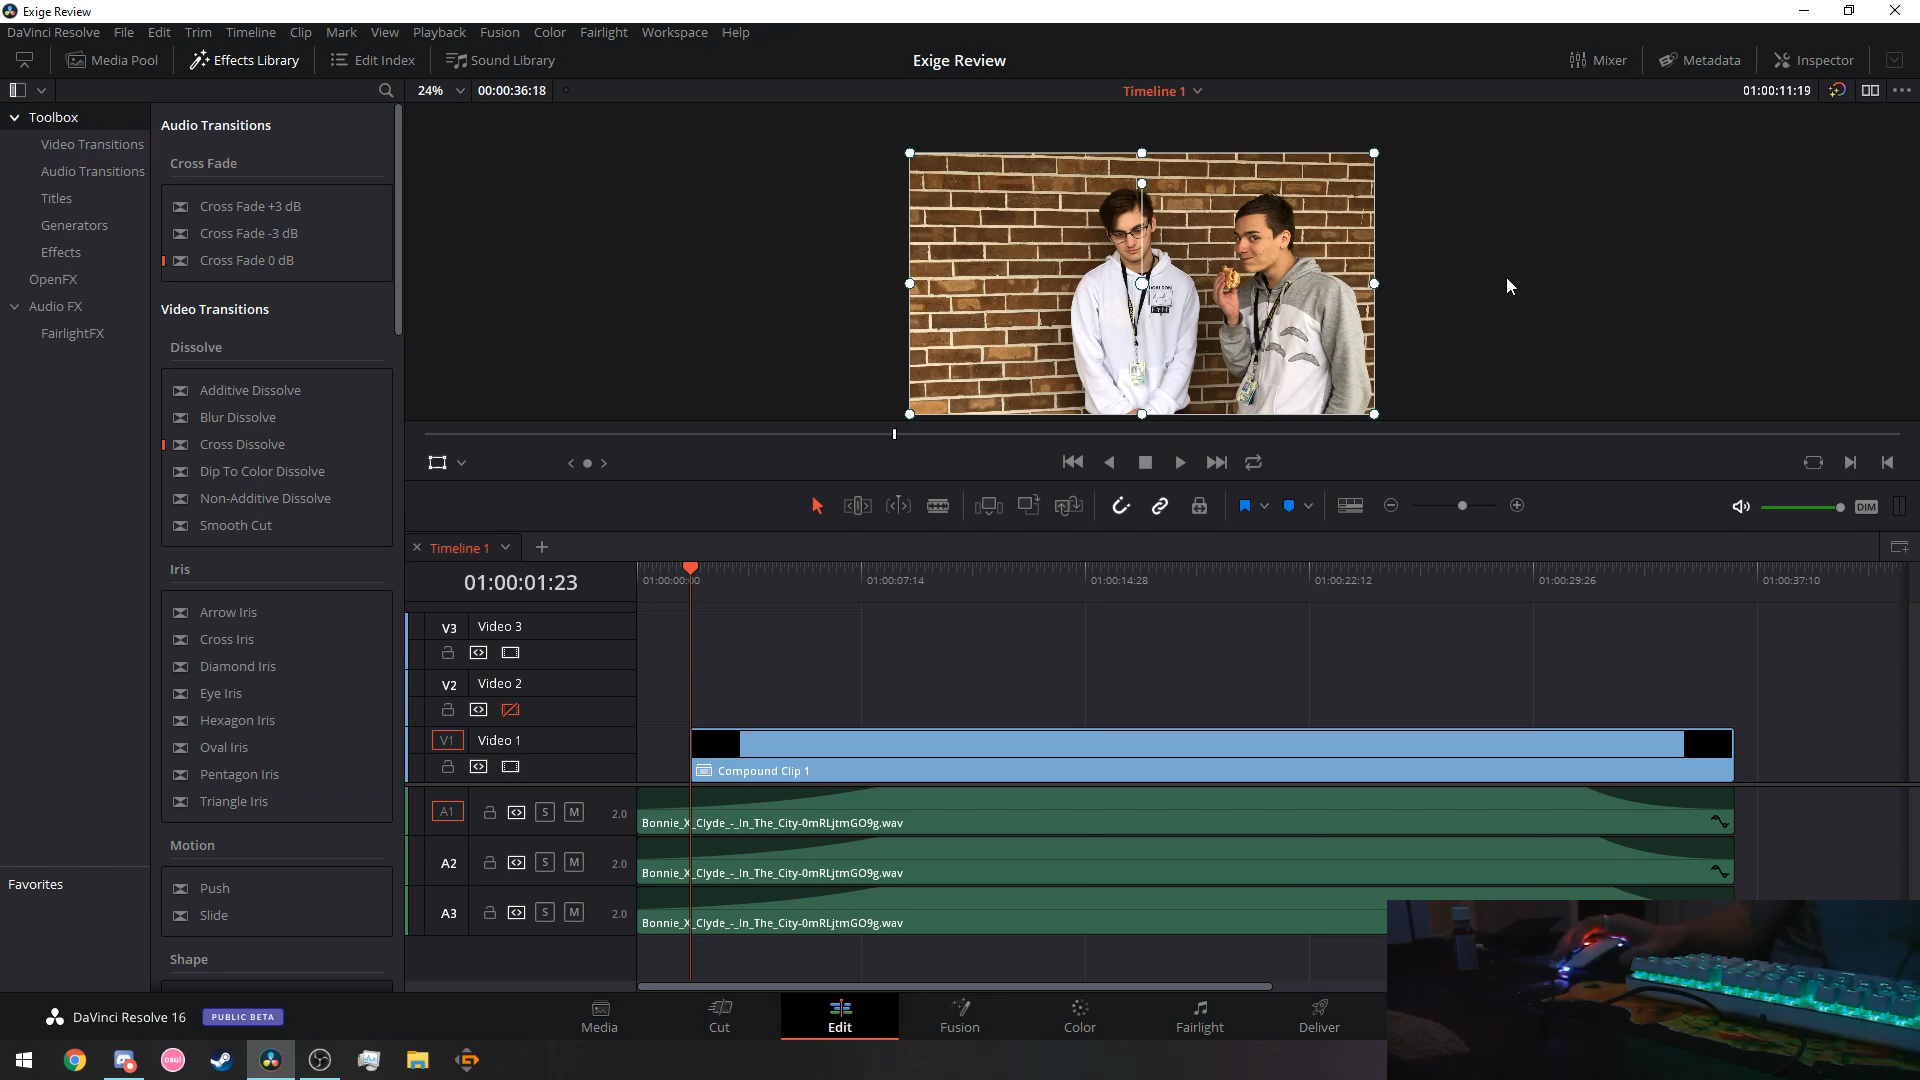 Exige Review
DaVinci Resolve File Edit Trim Timeline Clip Mark View Playback Fusion Color Fairlight Workspace Help
Media Pool Effects Library Edit Index Sound Library Exige Review Mixer Metadata Inspector
24% 00:00:36:18 Timeline 1 01:00:11:19
Toolbox
Video Transitions
Audio Transitions
Titles
Generators
Effects
OpenFX
Audio FX
FairlightFX
Favorites
Audio Transitions
Cross Fade
Cross Fade +3 dB
Cross Fade -3 dB
Cross Fade 0 dB
Video Transitions
Dissolve
Additive Dissolve
Blur Dissolve
Cross Dissolve
Dip To Color Dissolve
Non-Additive Dissolve
Smooth Cut
Iris
Arrow Iris
Cross Iris
Diamond Iris
Eye Iris
Hexagon Iris
Oval Iris
Pentagon Iris
Triangle Iris
Motion
Push
Slide
Shape
DIM
Timeline 1
01:00:01:23 01:00:00:00 01:00:07:14 01:00:14:28 01:00:22:12 01:00:29:26 01:00:37:10
V3 Video 3
V2 Video 2
V1 Video 1
Compound Clip 1
A1 S M 2.0
Bonnie_X_Clyde_-_In_The_City-0mRLjtmGO9g.wav
A2 S M 2.0
Bonnie_X_Clyde_-_In_The_City-0mRLjtmGO9g.wav
A3 S M 2.0
Bonnie_X_Clyde_-_In_The_City-0mRLjtmGO9g.wav
DaVinci Resolve 16 PUBLIC BETA
Media Cut Edit Fusion Color Fairlight Deliver
osu!